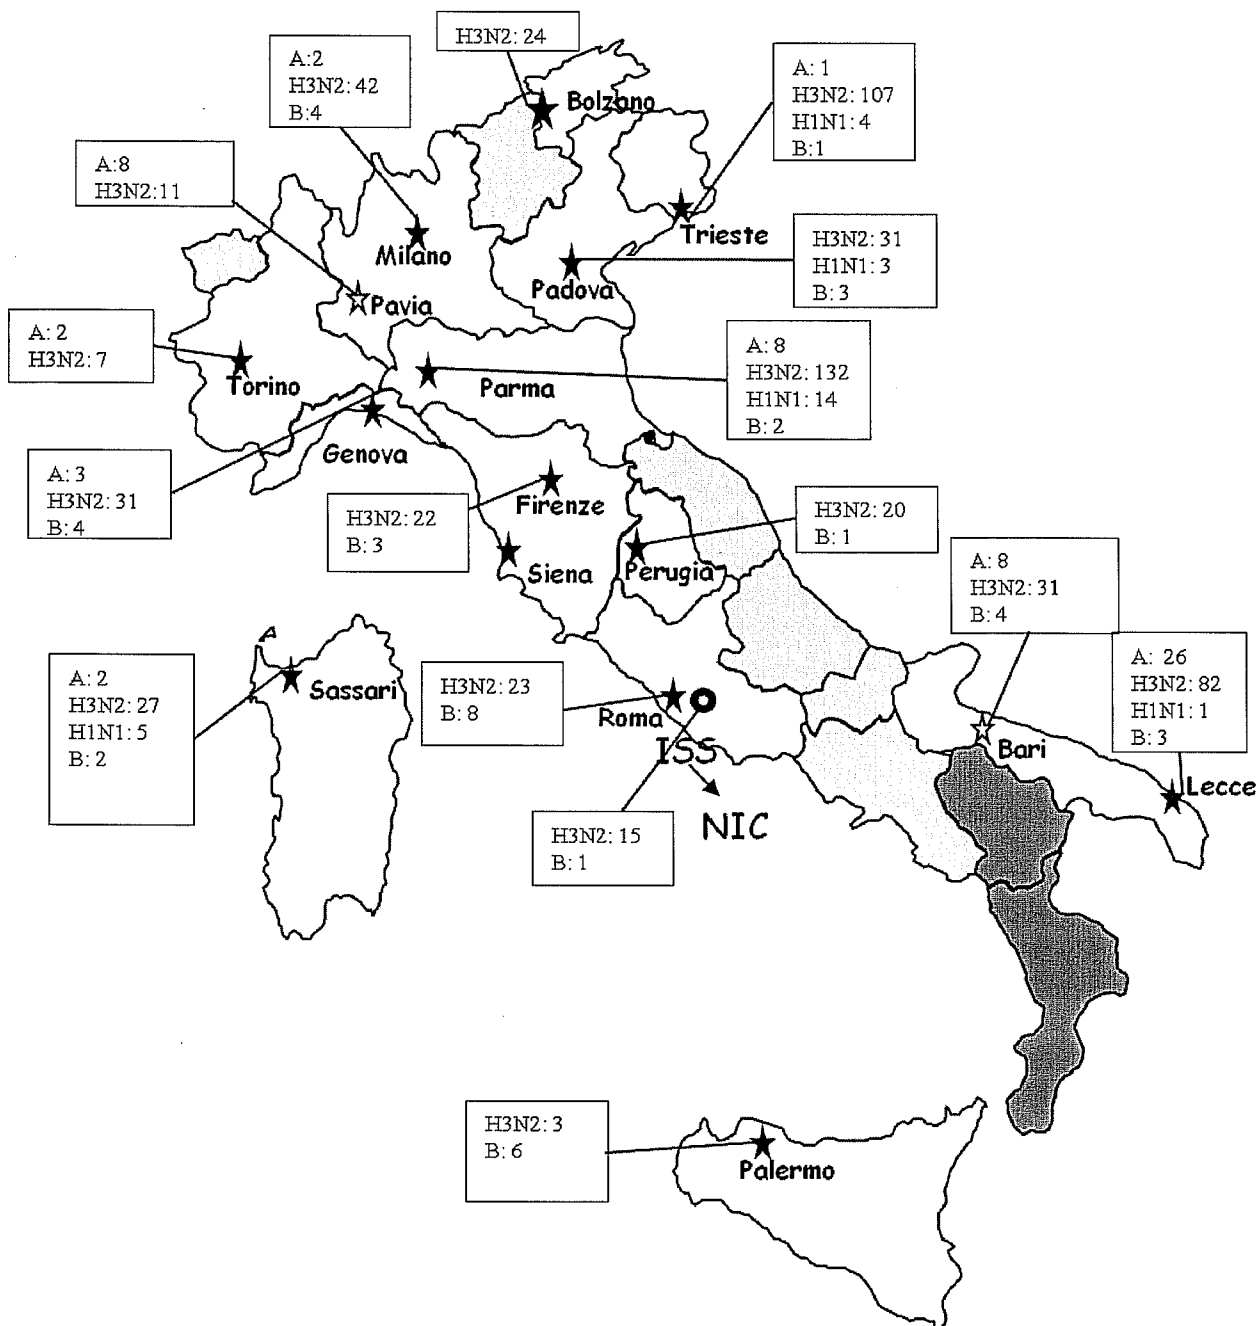 H3N2: 24
A:2
H3N2: 42
B:4
A: 1
H3N2: 107
H1N1: 4
B:1
Bolzano
A:8
H3N2:11
Trieste
Milano
H3N2: 31
H1N1: 3
B: 3
Padova
Pavia
A: 2
H3N2: 7
Torino
Parma
A: 8
H3N2: 132
H1N1: 14
B: 2
Genova
A: 3
H3N2: 31
B: 4
Firenze
H3N2: 22
B: 3
Siena
Perugia
H3N2: 20
B: 1
A: 8
H3N2: 31
B: 4
A: 26
H3N2: 82
H1N1: 1
B: 3
A: 2
H3N2: 27
H1N1: 5
B: 2
Sassari
H3N2: 23
B: 8
Roma
ISS
NIC
Bari
Lecce
H3N2: 15
B: 1
H3N2: 3
B: 6
Palermo